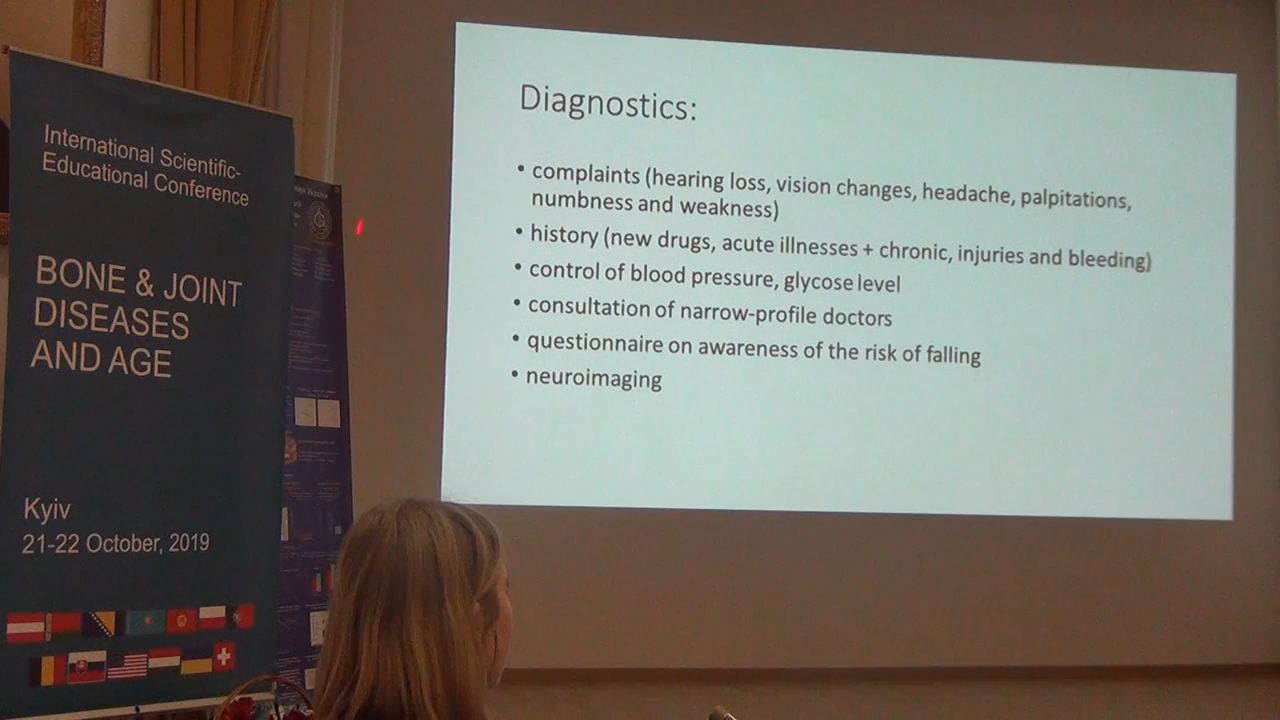 International Scientific-
Educational Conference
BONE & JOINT
DISEASES
AND AGE
Kyiv
21-22 October, 2019
Diagnostics:
• complaints (hearing loss, vision changes, headache, palpitations,
numbness and weakness)
• history (new drugs, acute illnesses + chronic, injuries and bleeding)
• control of blood pressure, glycose level
• consultation of narrow-profile doctors
• questionnaire on awareness of the risk of falling
• neuroimaging